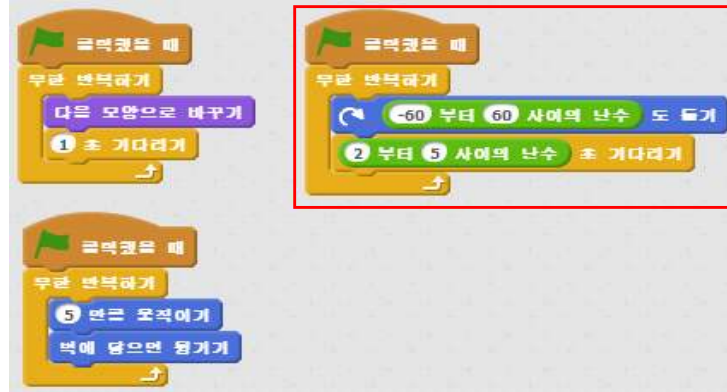 클릭했을 때
무한 반복하기
다음 모양으로 바꾸기
1 초 기다리기
클릭했을 때
무한 반복하기
-60 부터 60 사이의 난수 도 돌기
2 부터 5 사이의 난수 초 기다리기
클릭했을 때
무한 반복하기
5 만큼 움직이기
벽에 닿으면 튕기기